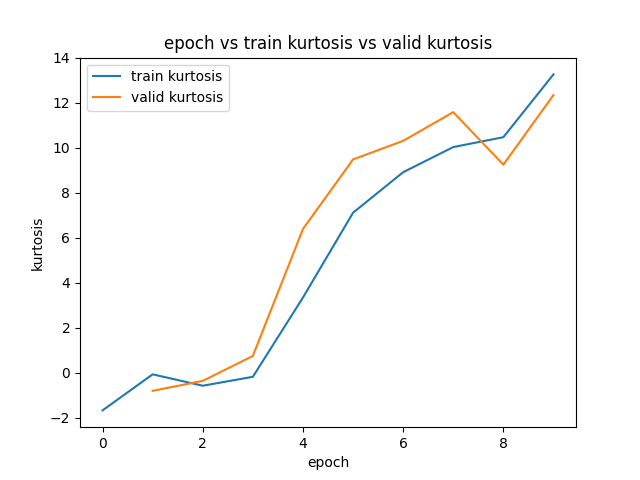 epoch vs train kurtosis vs valid kurtosis
train kurtosis
valid kurtosis
14
12
10
8
6
4
2
0
−2
kurtosis
0 2 4 6 8
epoch